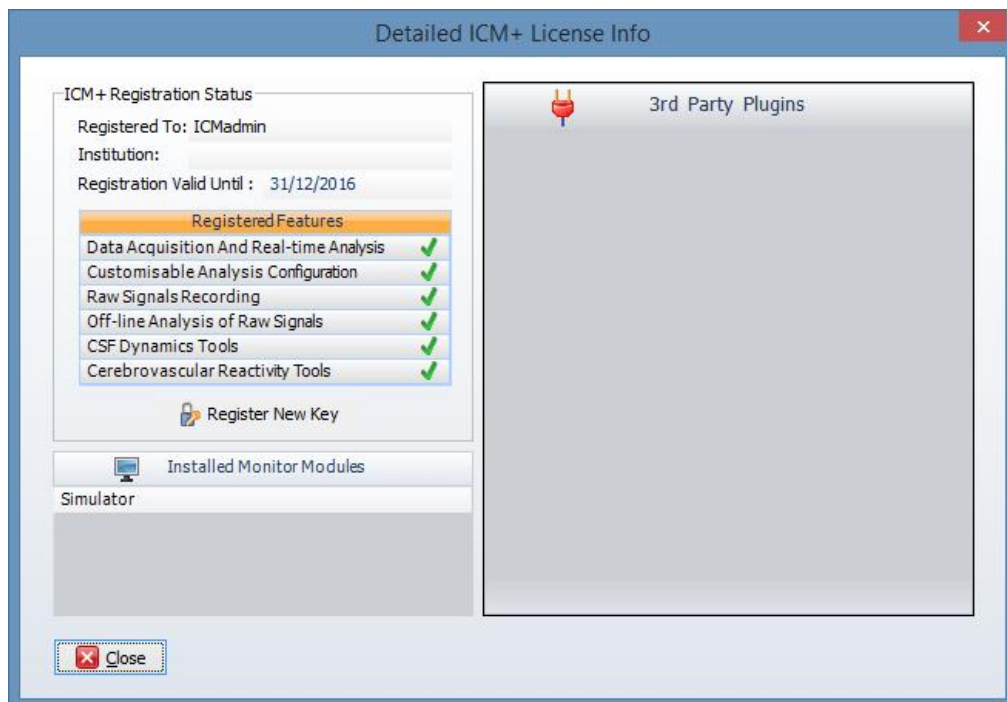 Detailed ICM+ License Info
ICM+ Registration Status
Registered To: ICMadmin
Institution:
Registration Valid Until : 31/12/2016
Registered Features
Data Acquisition And Real-time Analysis
Customisable Analysis Configuration
Raw Signals Recording
Off-line Analysis of Raw Signals
CSF Dynamics Tools
Cerebrovascular Reactivity Tools
Register New Key
Installed Monitor Modules
Simulator
3rd Party Plugins
Close